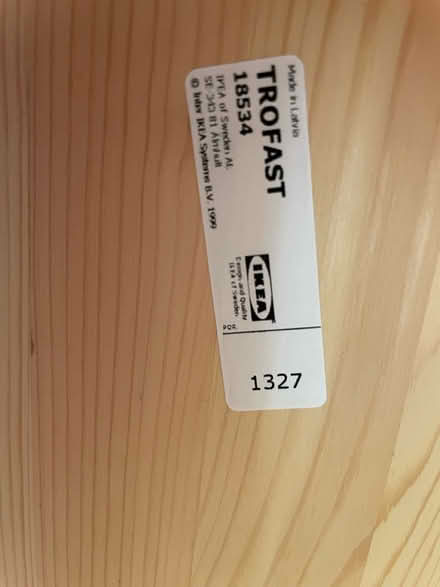 Made in Latvia
TROFAST
18534
IKEA of Sweden AB
SE-343 81 Älmhult
© Inter IKEA Systems B.V. 1999
IKEA
Design and Quality
IKEA of Sweden
1327